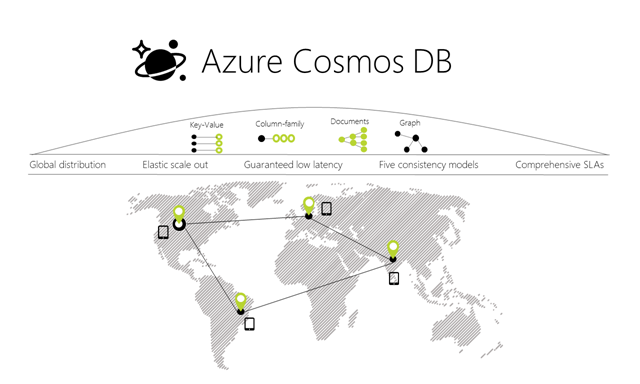 Azure Cosmos DB
Key-Value Column-family Documents Graph
Global distribution Elastic scale out Guaranteed low latency Five consistency models Comprehensive SLAs